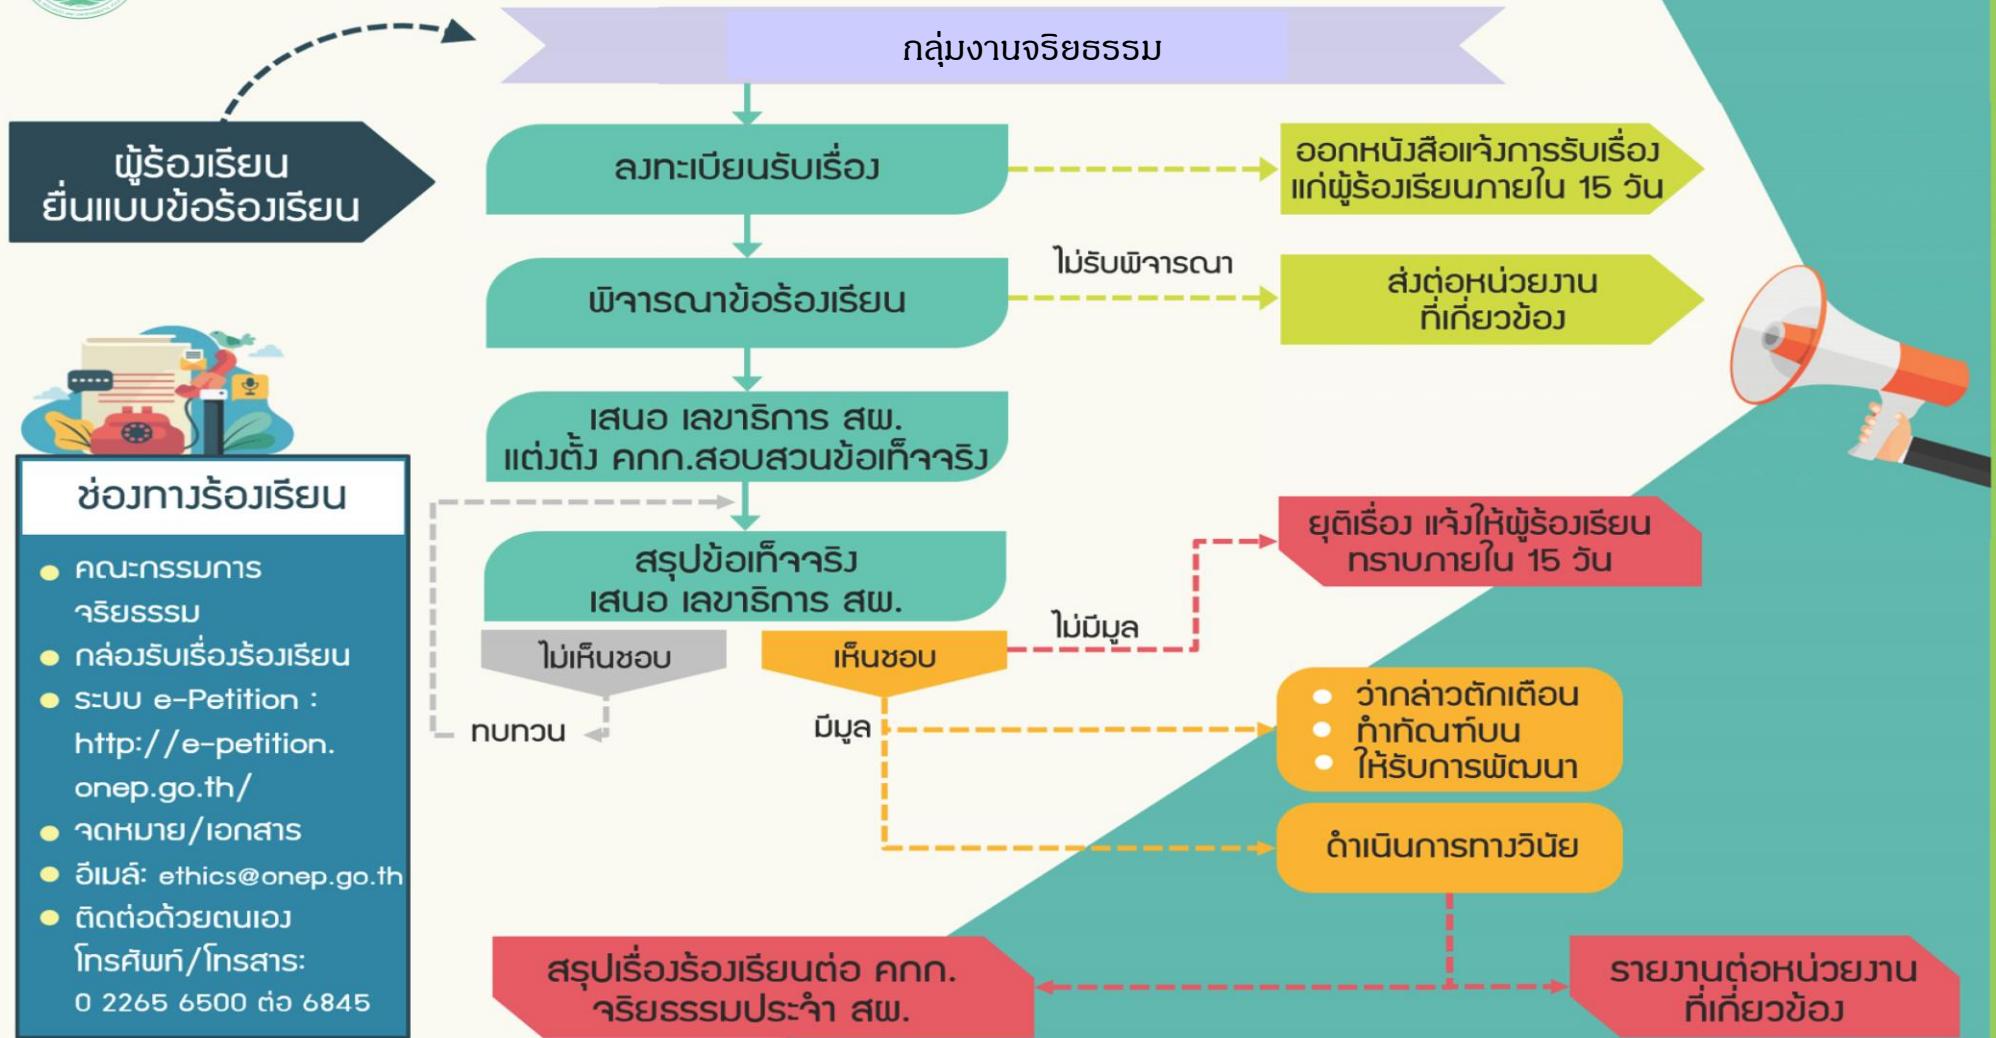 กลุ่มงานจริยธรรม
ผู้ร้องเรียน
ยื่นแบบข้อร้องเรียน
ลงทะเบียนรับเรื่อง
ออกหนังสือแจ้งการรับเรื่อง
แก่ผู้ร้องเรียนภายใน 15 วัน
พิจารณาข้อร้องเรียน
ไม่รับพิจารณา
ส่งต่อหน่วยงาน
ที่เกี่ยวข้อง
เสนอ เลขาธิการ สผ.
แต่งตั้ง คกก.สอบสวนข้อเท็จจริง
สรุปข้อเท็จจริง
เสนอ เลขาธิการ สผ.
ไม่เห็นชอบ
เห็นชอบ
ทบทวน
ไม่มีมูล
ยุติเรื่อง แจ้งให้ผู้ร้องเรียน
ทราบภายใน 15 วัน
มีมูล
ว่ากล่าวตักเตือน
ทำทัณฑ์บน
ให้รับการพัฒนา
ดำเนินการทางวินัย
สรุปเรื่องร้องเรียนต่อ คกก.
จริยธรรมประจำ สผ.
รายงานต่อหน่วยงาน
ที่เกี่ยวข้อง
ช่องทางร้องเรียน
คณะกรรมการ
จริยธรรม
กล่องรับเรื่องร้องเรียน
ระบบ e-Petition :
http://e-petition.
onep.go.th/
จดหมาย/เอกสาร
อีเมล์: ethics@onep.go.th
ติดต่อด้วยตนเอง
โทรศัพท์/โทรสาร:
0 2265 6500 ต่อ 6845